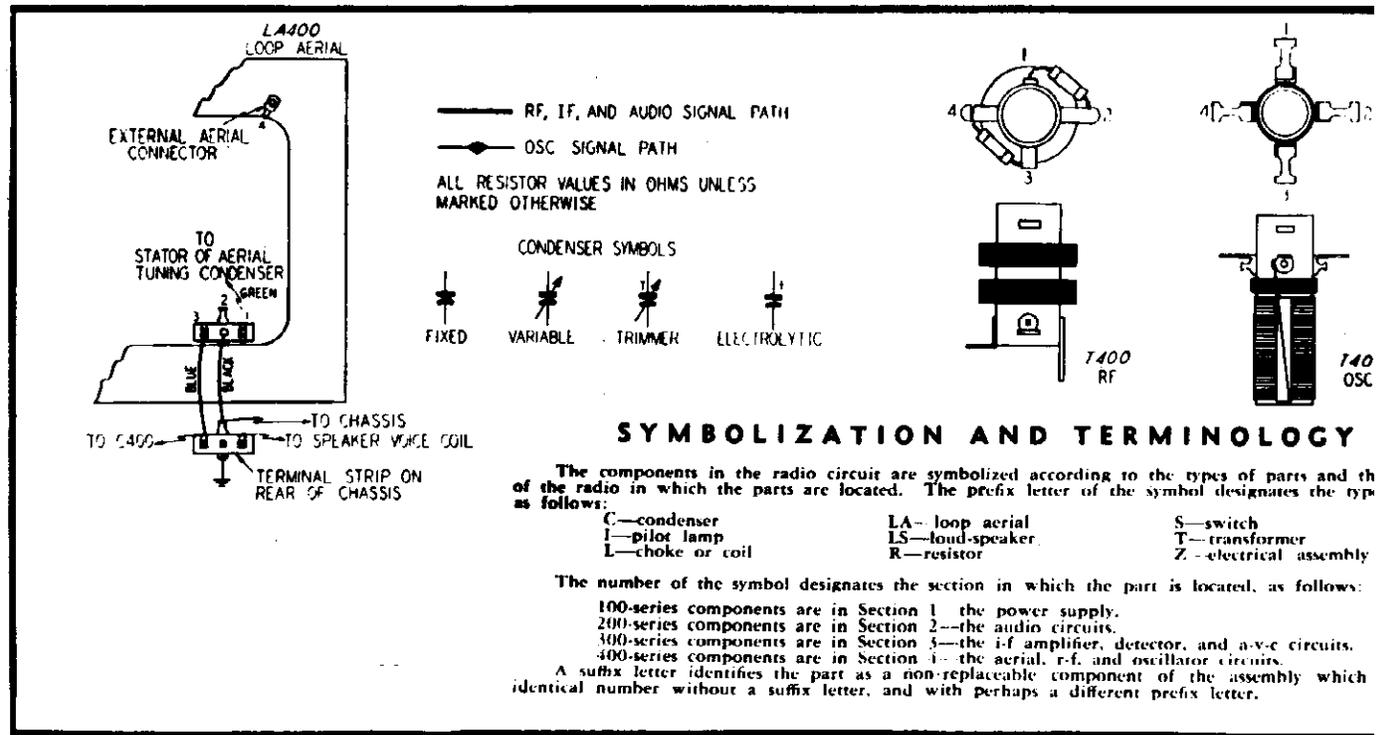 LA400
LOOP AERIAL
4
EXTERNAL AERIAL
CONNECTOR
TO
STATOR OF AERIAL
TUNING CONDENSER
GREEN
3 2 1
BLUE
BLACK
TO CHASSIS
TO C400
TO SPEAKER VOICE COIL
TERMINAL STRIP ON
REAR OF CHASSIS
RF, IF, AND AUDIO SIGNAL PATH
OSC SIGNAL PATH
ALL RESISTOR VALUES IN OHMS UNLESS
MARKED OTHERWISE
CONDENSER SYMBOLS
T
+
FIXED
VARIABLE
TRIMMER
ELECTROLYTIC
1
4 2
3
T400
RF
1
4 2
3
T40
OSC
SYMBOLIZATION AND TERMINOLOGY
The components in the radio circuit are symbolized according to the types of parts and th
of the radio in which the parts are located. The prefix letter of the symbol designates the type
as follows:
C—condenser LA—loop aerial S—switch
I—pilot lamp LS—loud-speaker T—transformer
L—choke or coil R—resistor Z—electrical assembly
The number of the symbol designates the section in which the part is located, as follows:
100-series components are in Section 1 the power supply.
200-series components are in Section 2—the audio circuits.
300-series components are in Section 3—the i-f amplifier, detector, and a-v-c circuits.
400-series components are in Section 4—the aerial, r-f, and oscillator circuits.
A suffix letter identifies the part as a non-replaceable component of the assembly which
identical number without a suffix letter, and with perhaps a different prefix letter.